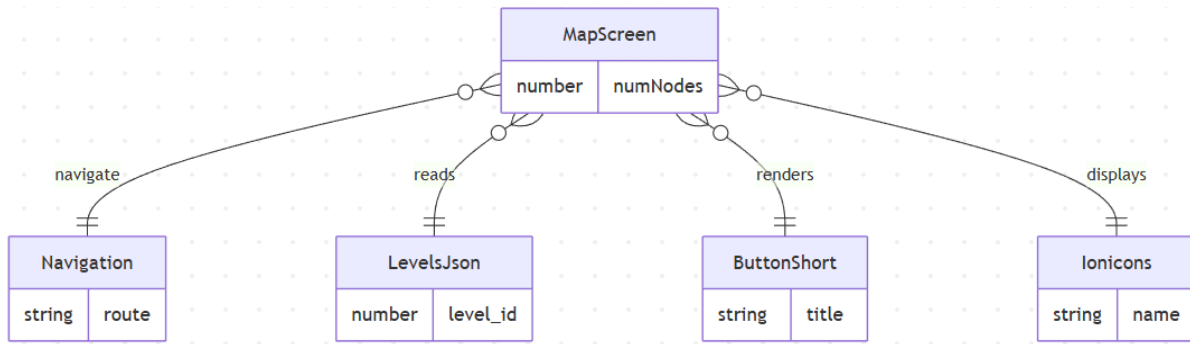 MapScreen
number numNodes
navigate reads renders displays
Navigation LevelsJson ButtonShort Ionicons
string route number level_id string title string name